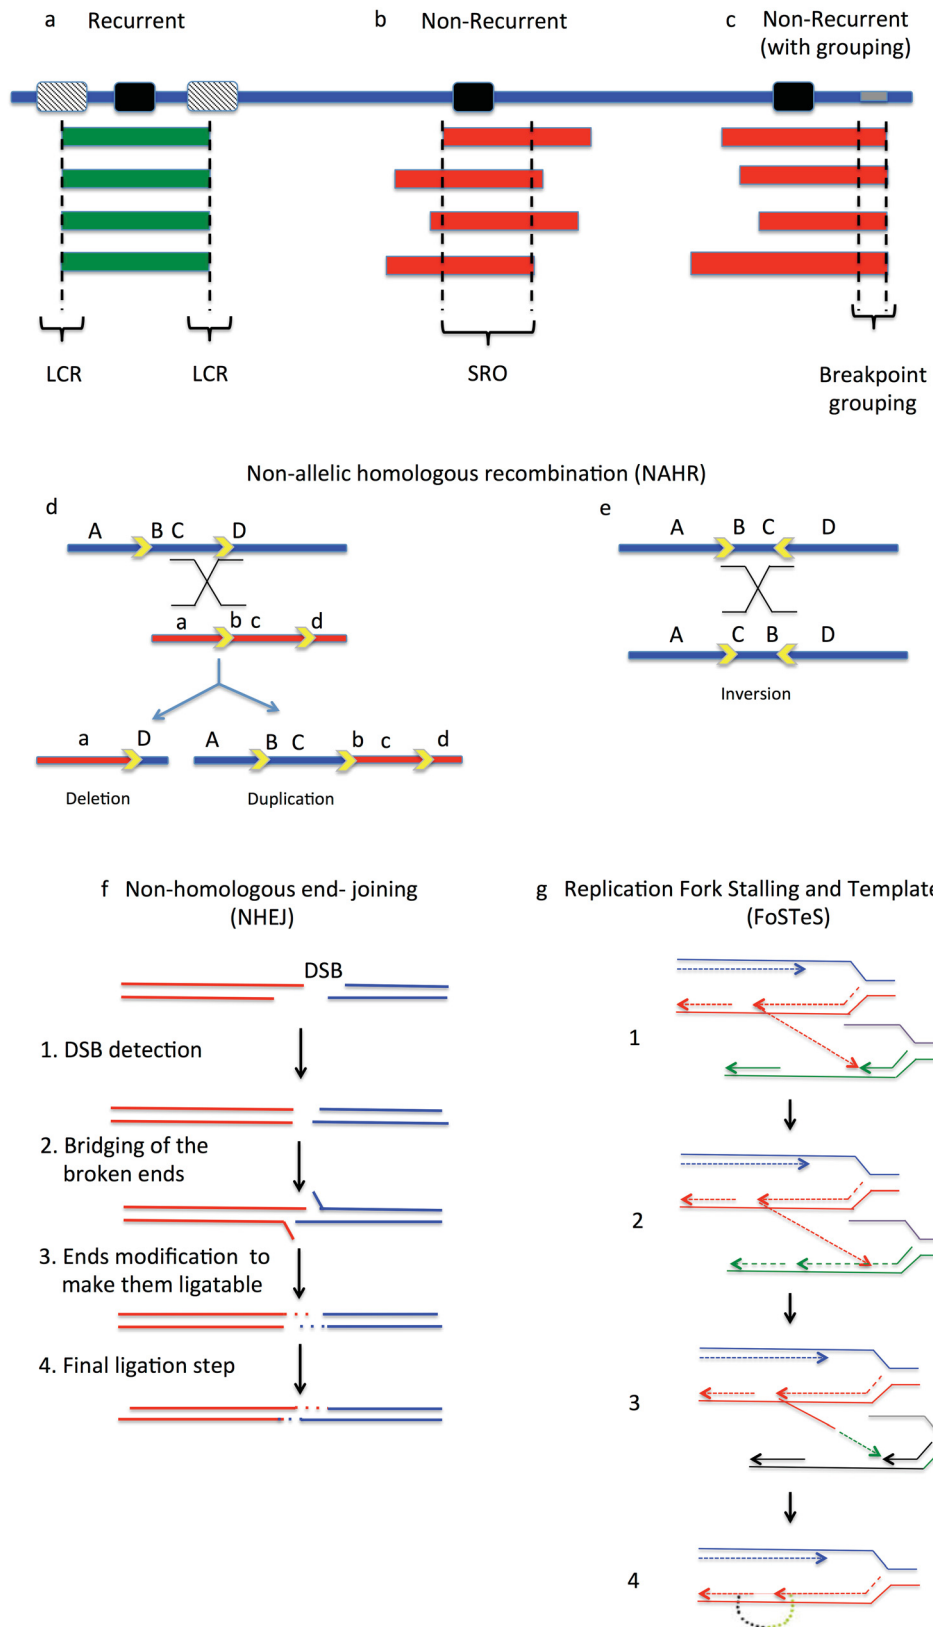 a Recurrent
b Non-Recurrent
c Non-Recurrent
(with grouping)
LCR LCR
SRO
Breakpoint
grouping
Non-allelic homologous recombination (NAHR)
d
A B C D
a b c d
a D
A B C b c d
Deletion
Duplication
e
A B C D
A C B D
Inversion
f Non-homologous end- joining
(NHEJ)
DSB
1. DSB detection
2. Bridging of the
broken ends
3. Ends modification to
make them ligatable
4. Final ligation step
g Replication Fork Stalling and Template
(FoSTeS)
1
2
3
4